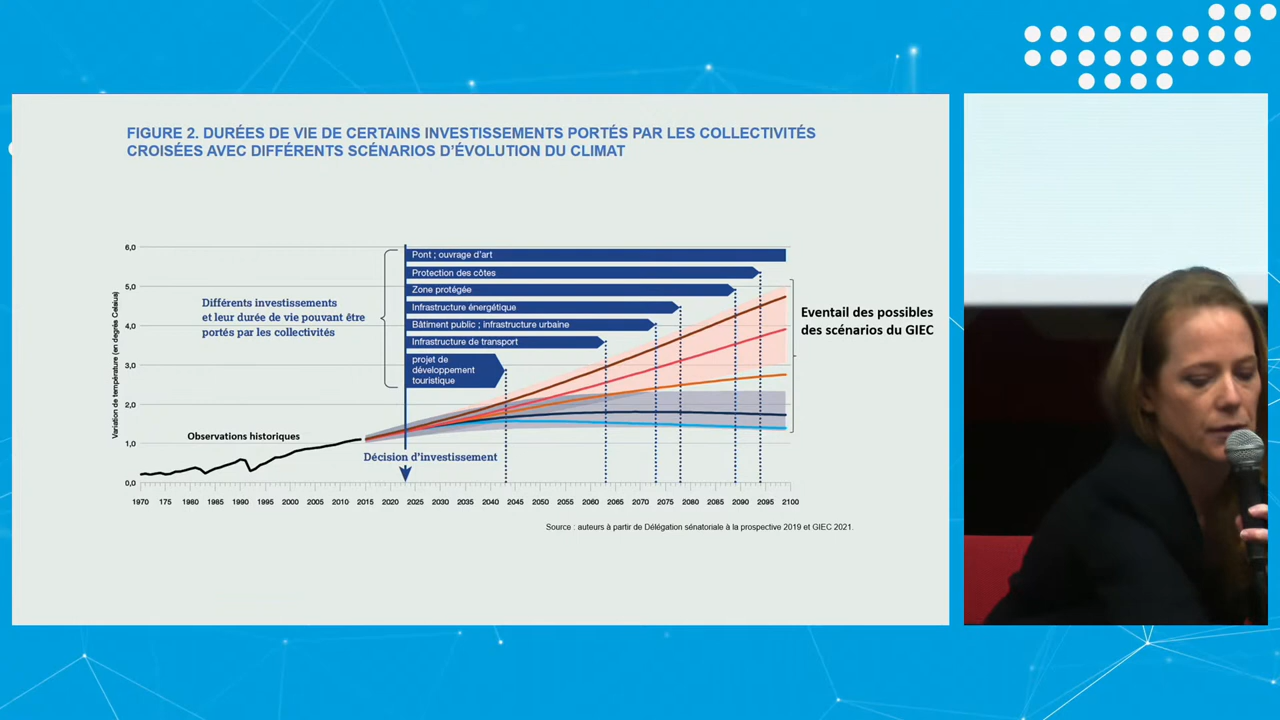 FIGURE 2. DURÉES DE VIE DE CERTAINS INVESTISSEMENTS PORTÉS PAR LES COLLECTIVITÉS
CROISÉES AVEC DIFFÉRENTS SCÉNARIOS D'ÉVOLUTION DU CLIMAT
Variation de température (en degrés Celsius)
6,0
5,0
4,0
3,0
2,0
1,0
0,0
Différents investissements
et leur durée de vie pouvant être
portés par les collectivités
Pont ; ouvrage d'art
Protection des côtes
Zone protégée
Infrastructure énergétique
Bâtiment public ; infrastructure urbaine
Infrastructure de transport
projet de
développement
touristique
Eventail des possibles
des scénarios du GIEC
Observations historiques
Décision d'investissement
1970 175 1980 1985 1990 1995 2000 2005 2010 2015 2020 2025 2030 2035 2040 2045 2050 2055 2060 2065 2070 2075 2080 2085 2090 2095 2100
Source : auteurs à partir de Délégation sénatoriale à la prospective 2019 et GIEC 2021.